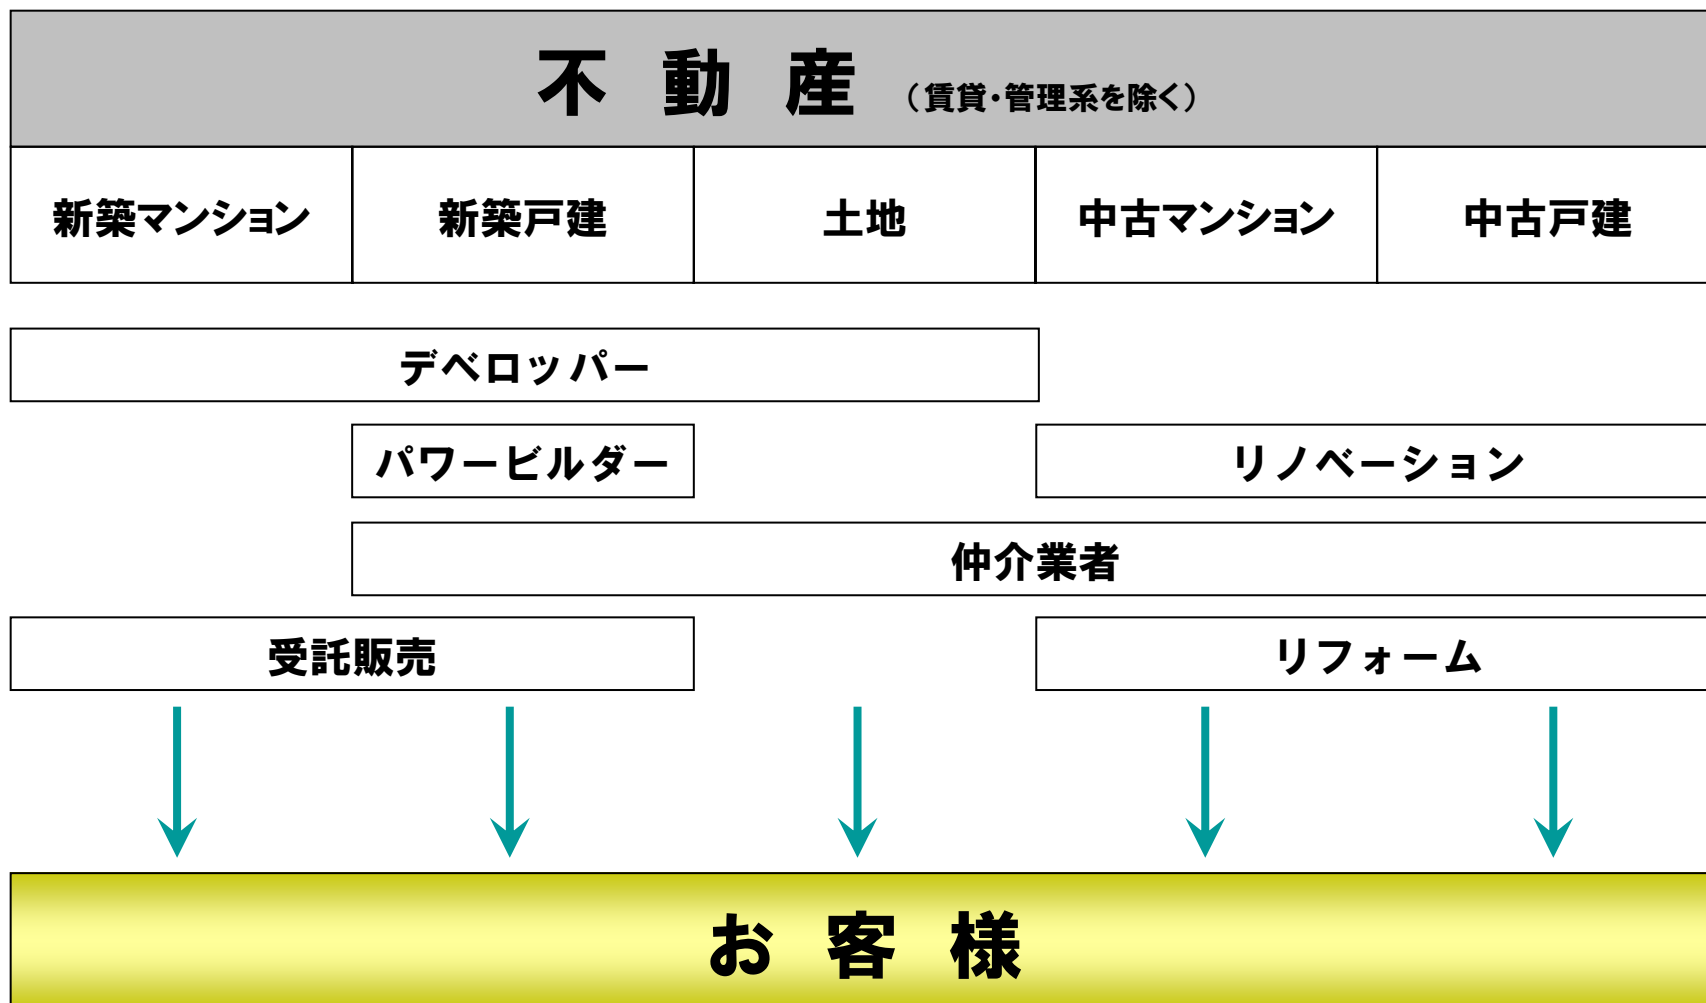 不動産（賃貸・管理系を除く）
新築マンション 新築戸建 土地 中古マンション 中古戸建
デベロッパー
パワービルダー リノベーション
仲介業者
受託販売 リフォーム
お客様